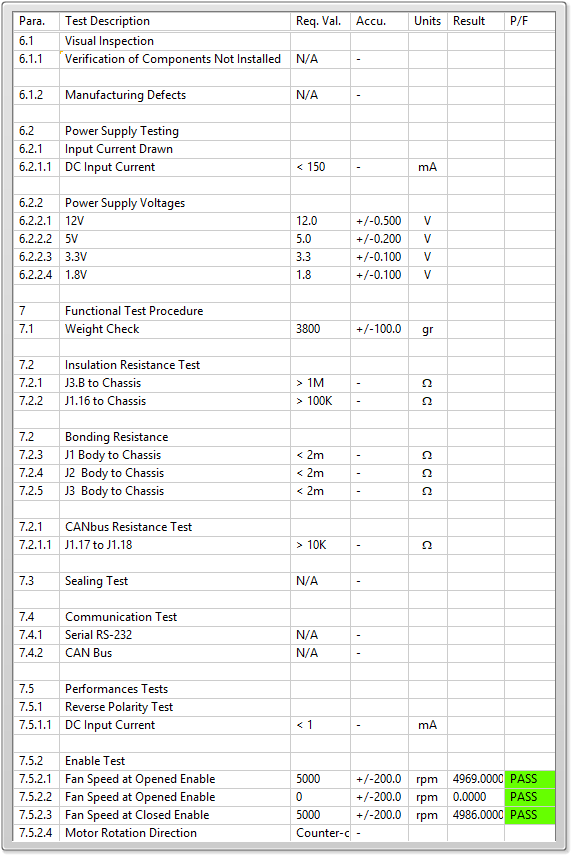 Para. Test Description Req. Val. Accu. Units Result P/F
6.1 Visual Inspection
6.1.1 Verification of Components Not Installed N/A -
6.1.2 Manufacturing Defects N/A -
6.2 Power Supply Testing
6.2.1 Input Current Drawn
6.2.1.1 DC Input Current < 150 - mA
6.2.2 Power Supply Voltages
6.2.2.1 12V 12.0 +/-0.500 V
6.2.2.2 5V 5.0 +/-0.200 V
6.2.2.3 3.3V 3.3 +/-0.100 V
6.2.2.4 1.8V 1.8 +/-0.100 V
7 Functional Test Procedure
7.1 Weight Check 3800 +/-100.0 gr
7.2 Insulation Resistance Test
7.2.1 J3.B to Chassis > 1M - Ω
7.2.2 J1.16 to Chassis > 100K - Ω
7.2 Bonding Resistance
7.2.3 J1 Body to Chassis < 2m - Ω
7.2.4 J2 Body to Chassis < 2m - Ω
7.2.5 J3 Body to Chassis < 2m - Ω
7.2.1 CANbus Resistance Test
7.2.1.1 J1.17 to J1.18 > 10K - Ω
7.3 Sealing Test N/A -
7.4 Communication Test
7.4.1 Serial RS-232 N/A -
7.4.2 CAN Bus N/A -
7.5 Performances Tests
7.5.1 Reverse Polarity Test
7.5.1.1 DC Input Current < 1 - mA
7.5.2 Enable Test
7.5.2.1 Fan Speed at Opened Enable 5000 +/-200.0 rpm 4969.0000 PASS
7.5.2.2 Fan Speed at Opened Enable 0 +/-200.0 rpm 0.0000 PASS
7.5.2.3 Fan Speed at Closed Enable 5000 +/-200.0 rpm 4986.0000 PASS
7.5.2.4 Motor Rotation Direction Counter-c -